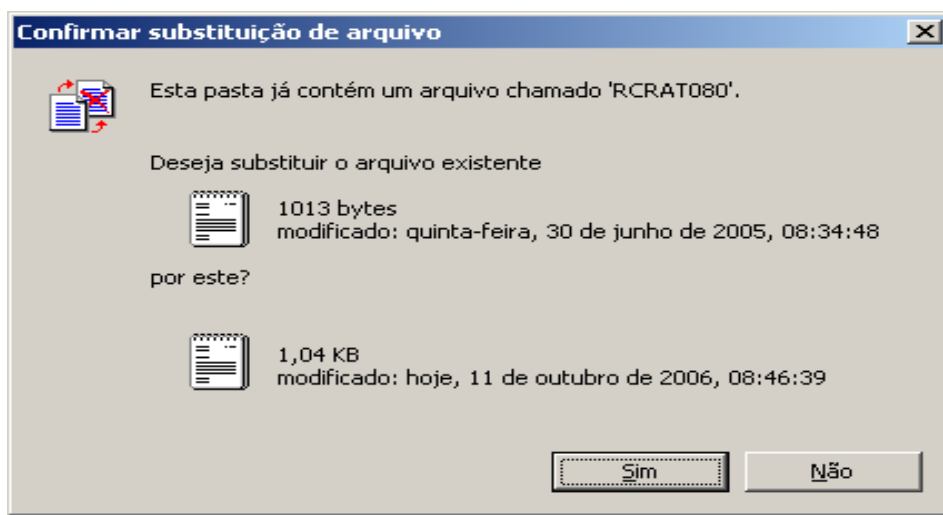 Confirmar substituição de arquivo
Esta pasta já contém um arquivo chamado 'RCRAT080'.
Deseja substituir o arquivo existente
1013 bytes
modificado: quinta-feira, 30 de junho de 2005, 08:34:48
por este?
1,04 KB
modificado: hoje, 11 de outubro de 2006, 08:46:39
Sim Não